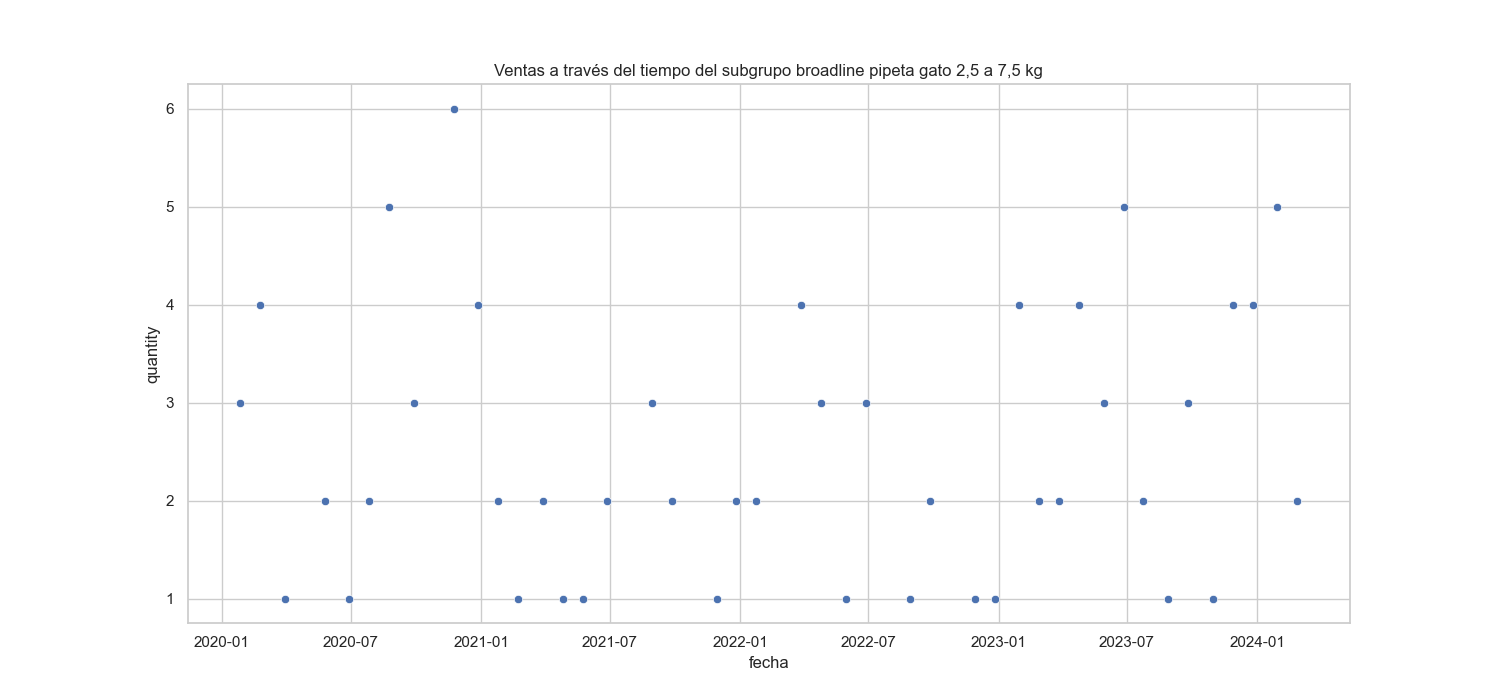 Ventas a través del tiempo del subgrupo broadline pipeta gato 2,5 a 7,5 kg
6
5
4
3
2
1
quantity
2020-01 2020-07 2021-01 2021-07 2022-01 2022-07 2023-01 2023-07 2024-01
fecha